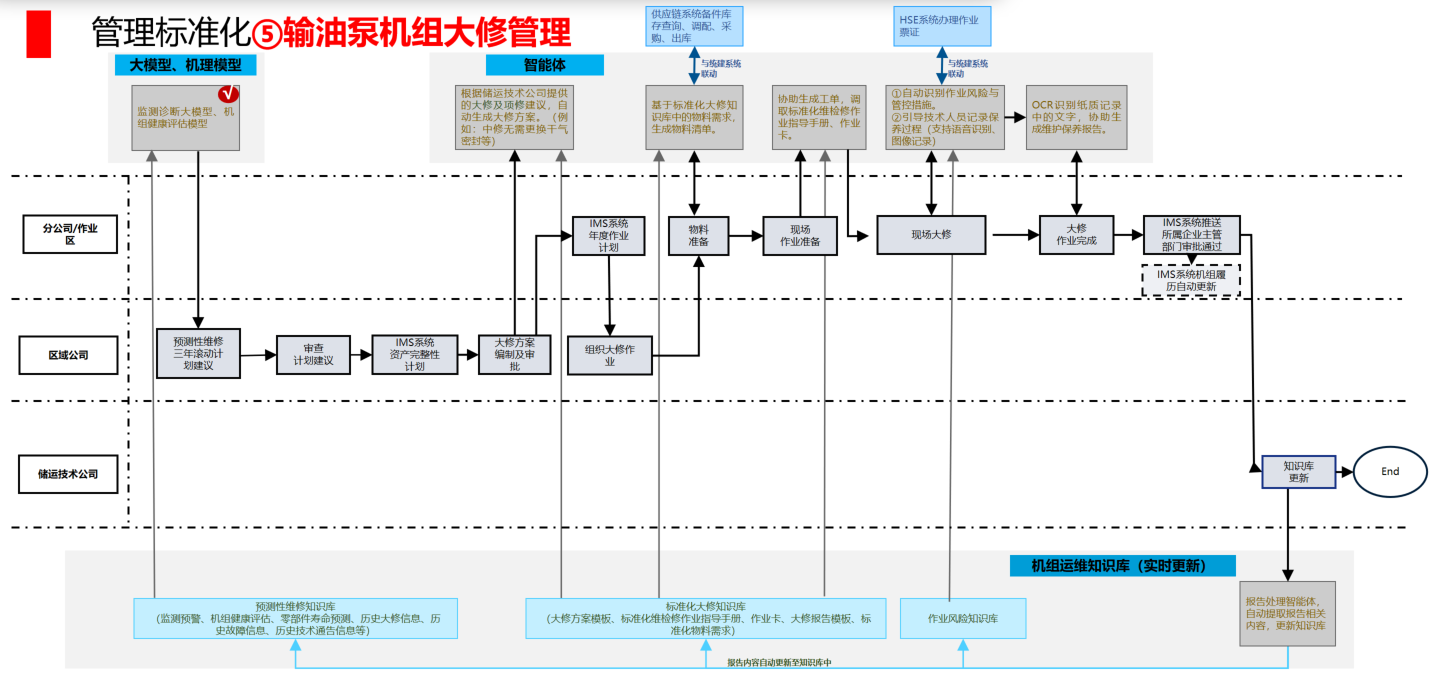 管理标准化⑤输油泵机组大修管理
供应链系统备件库
存查询、调配、采
购、出库
HSE系统办理作业
票证
大模型、机理模型
智能体
与统建系统
联动
与统建系统
联动
监测诊断大模型、机
组健康评估模型
√
根据储运技术公司提供
的大修及项修建议，自
动生成大修方案。（例
如：中修无需更换干气
密封等）
基于标准化大修知
识库中的物料需求，
生成物料清单。
协助生成工单，调
取标准化维检修作
业指导手册、作业
卡。
①自动识别作业风险与
管控措施。
②引导技术人员记录保
养过程（支持语音识别、
图像记录）
OCR识别纸质记录
中的文字，协助生
成维护保养报告。
分公司/作业
区
IMS系统
年度作业
计划
物料
准备
现场
作业准备
现场大修
大修
作业完成
IMS系统推送
所属企业主管
部门审批通过
IMS系统机组履
历自动更新
区域公司
预测性维修
三年滚动计
划建议
审查
计划建议
IMS系统
资产完整性
计划
大修方案
编制及审
批
组织大修作
业
储运技术公司
知识库
更新
End
机组运维知识库（实时更新）
预测性维修知识库
（监测预警、机组健康评估、零部件寿命预测、历史大修信息、历
史故障信息、历史技术通告信息等）
标准化大修知识库
（大修方案模板、标准化维检修作业指导手册、作业卡、大修报告模板、标
准化物料需求）
作业风险知识库
报告处理智能体，
自动提取报告相关
内容，更新知识库
报告内容自动更新至知识库中